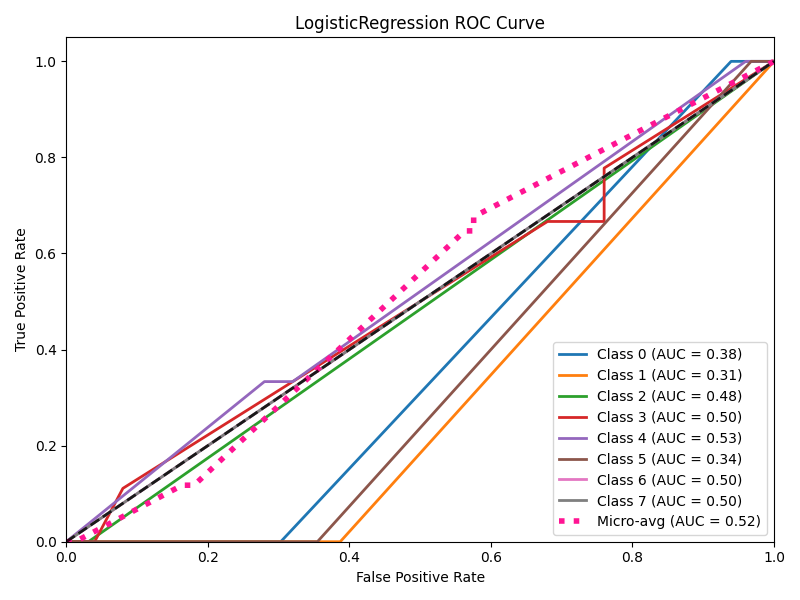 LogisticRegression ROC Curve
True Positive Rate
1.0
0.8
0.6
0.4
0.2
0.0
0.0 0.2 0.4 0.6 0.8 1.0
False Positive Rate
Class 0 (AUC = 0.38)
Class 1 (AUC = 0.31)
Class 2 (AUC = 0.48)
Class 3 (AUC = 0.50)
Class 4 (AUC = 0.53)
Class 5 (AUC = 0.34)
Class 6 (AUC = 0.50)
Class 7 (AUC = 0.50)
Micro-avg (AUC = 0.52)